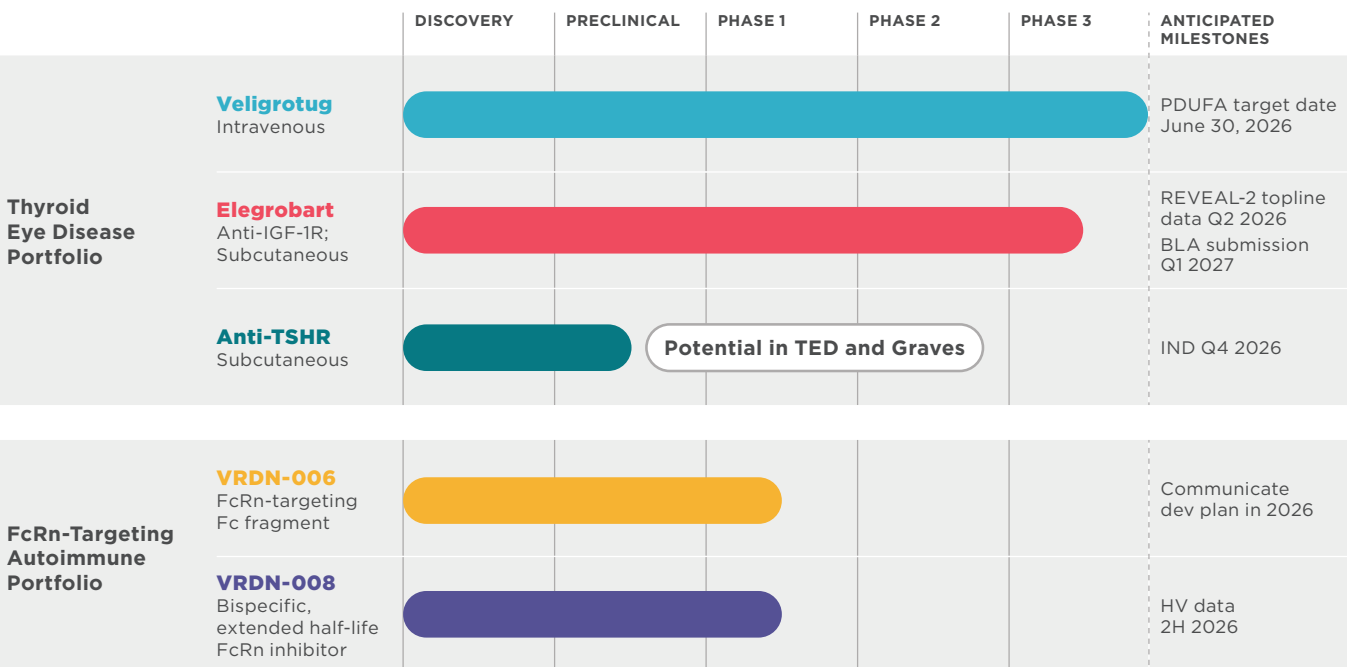 DISCOVERY
PRECLINICAL
PHASE 1
PHASE 2
PHASE 3
ANTICIPATED
MILESTONES
Thyroid
Eye Disease
Portfolio
Veligrotug
Intravenous
PDUFA target date
June 30, 2026
Elegrobart
Anti-IGF-1R;
Subcutaneous
REVEAL-2 topline
data Q2 2026
BLA submission
Q1 2027
Anti-TSHR
Subcutaneous
Potential in TED and Graves
IND Q4 2026
FcRn-Targeting
Autoimmune
Portfolio
VRDN-006
FcRn-targeting
Fc fragment
Communicate
dev plan in 2026
VRDN-008
Bispecific,
extended half-life
FcRn inhibitor
HV data
2H 2026